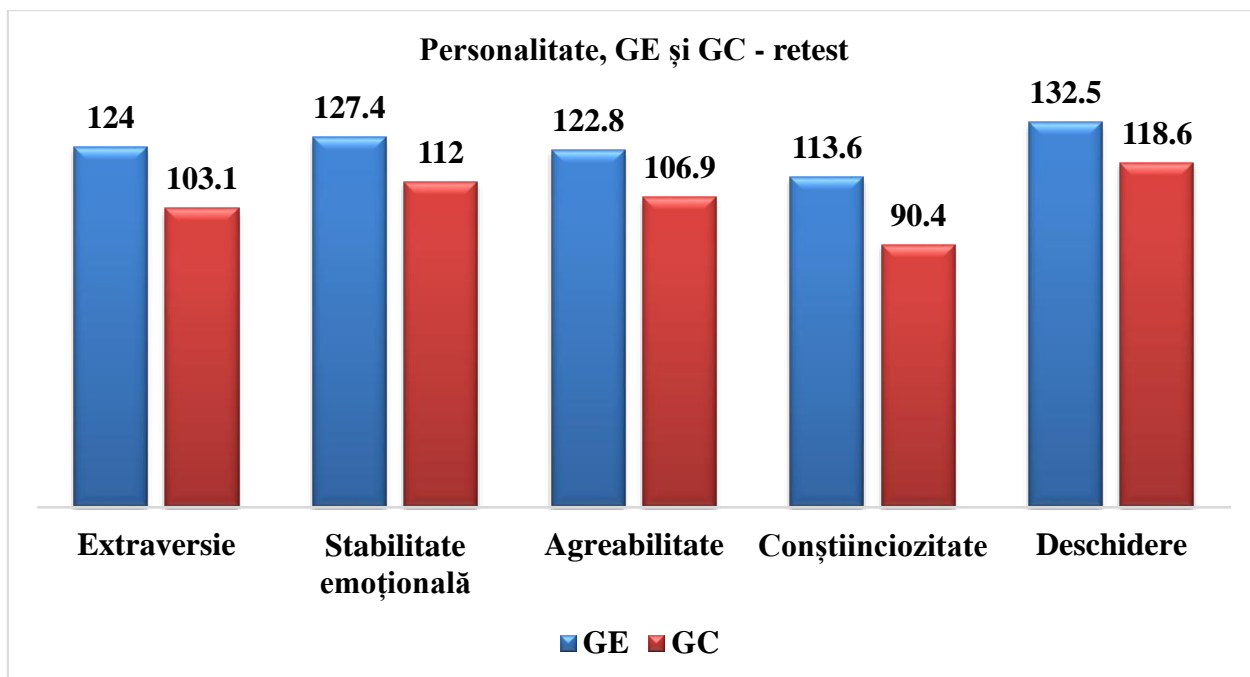 Personalitate, GE și GC - retest
124
103.1
127.4
112
122.8
106.9
113.6
90.4
132.5
118.6
Extraversie
Stabilitate
emoțională
Agreabilitate
Conștiinciozitate
Deschidere
GE
GC